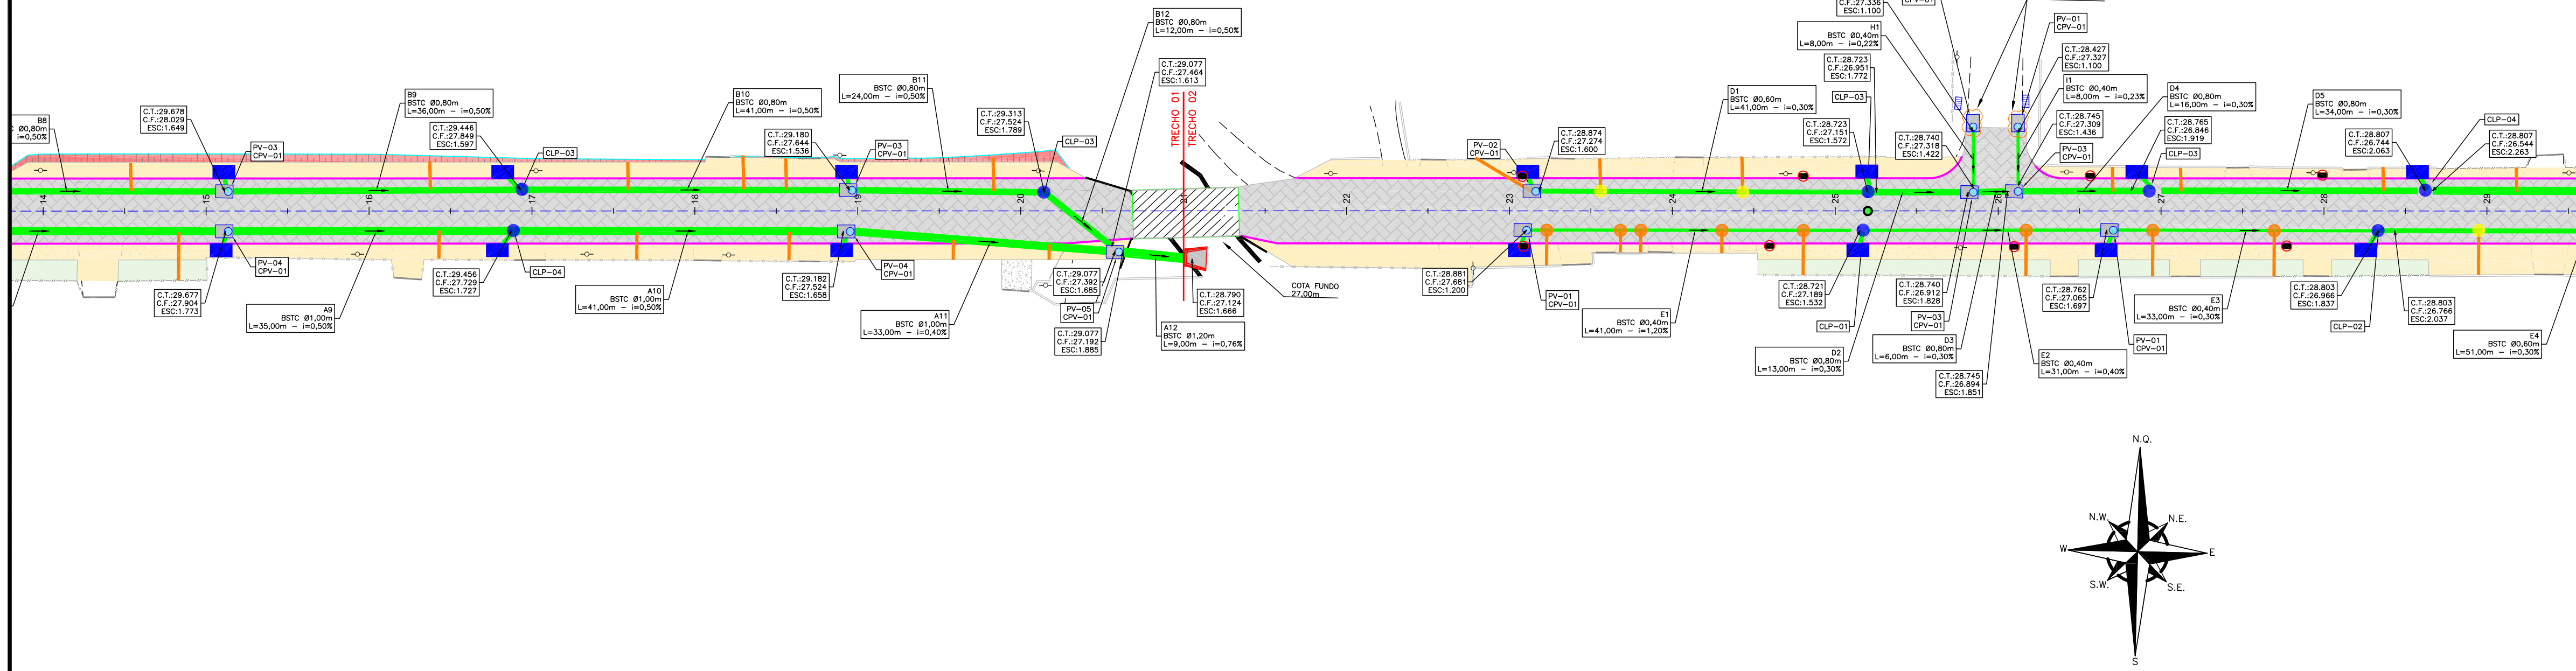 B8
Ø0,80m
i=0,50%
C.T.:29.678
C.F.:28.029
ESC:1.649
PV-03
CPV-01
B9
BSTC Ø0,80m
L=36,00m - i=0,50%
C.T.:29.446
C.F.:27.849
ESC:1.597
CLP-03
B10
BSTC Ø0,80m
L=41,00m - i=0,50%
C.T.:29.180
C.F.:27.644
ESC:1.536
PV-03
CPV-01
B11
BSTC Ø0,80m
L=24,00m - i=0,50%
C.T.:29.313
C.F.:27.524
ESC:1.789
CLP-03
B12
BSTC Ø0,80m
L=12,00m - i=0,50%
C.T.:29.077
C.F.:27.464
ESC:1.613
TRECHO 01
TRECHO 02
C.F.:27.336
ESC:1.100
CPV-01
H1
BSTC Ø0,40m
L=8,00m - i=0,22%
PV-01
CPV-01
C.T.:28.427
C.F.:27.327
ESC:1.100
C.T.:28.723
C.F.:26.951
ESC:1.772
I1
BSTC Ø0,40m
L=8,00m - i=0,23%
D1
BSTC Ø0,60m
L=41,00m - i=0,30%
CLP-03
D4
BSTC Ø0,80m
L=16,00m - i=0,30%
D5
BSTC Ø0,80m
L=34,00m - i=0,30%
C.T.:28.874
C.F.:27.274
ESC:1.600
PV-02
CPV-01
C.T.:28.723
C.F.:27.151
ESC:1.572
C.T.:28.740
C.F.:27.318
ESC:1.422
C.T.:28.745
C.F.:27.309
ESC:1.436
C.T.:28.765
C.F.:26.846
ESC:1.919
PV-03
CPV-01
CLP-03
C.T.:28.807
C.F.:26.744
ESC:2.063
CLP-04
C.T.:28.807
C.F.:26.544
ESC:2.263
14
15
16
17
18
19
20
21
22
23
24
25
26
27
28
29
C.T.:29.677
C.F.:27.904
ESC:1.773
PV-04
CPV-01
A9
BSTC Ø1,00m
L=35,00m - i=0,50%
C.T.:29.456
C.F.:27.729
ESC:1.727
CLP-04
A10
BSTC Ø1,00m
L=41,00m - i=0,50%
C.T.:29.182
C.F.:27.524
ESC:1.658
PV-04
CPV-01
A11
BSTC Ø1,00m
L=33,00m - i=0,40%
C.T.:29.077
C.F.:27.392
ESC:1.685
PV-05
CPV-01
C.T.:29.077
C.F.:27.192
ESC:1.885
C.T.:28.790
C.F.:27.124
ESC:1.666
A12
BSTC Ø1,20m
L=9,00m - i=0,76%
COTA FUNDO
27,00m
C.T.:28.881
C.F.:27.681
ESC:1.200
PV-01
CPV-01
E1
BSTC Ø0,40m
L=41,00m - i=1,20%
C.T.:28.721
C.F.:27.189
ESC:1.532
CLP-01
D2
BSTC Ø0,80m
L=13,00m - i=0,30%
C.T.:28.740
C.F.:26.912
ESC:1.828
PV-03
CPV-01
D3
BSTC Ø0,80m
L=6,00m - i=0,30%
C.T.:28.745
C.F.:26.894
ESC:1.851
C.T.:28.762
C.F.:27.065
ESC:1.697
E2
BSTC Ø0,40m
L=31,00m - i=0,40%
PV-01
CPV-01
E3
BSTC Ø0,40m
L=33,00m - i=0,30%
C.T.:28.803
C.F.:26.966
ESC:1.837
CLP-02
C.T.:28.803
C.F.:26.766
ESC:2.037
E4
BSTC Ø0,60m
L=51,00m - i=0,30%
N.Q.
N.W.
N.E.
W
E
S.W.
S.E.
S